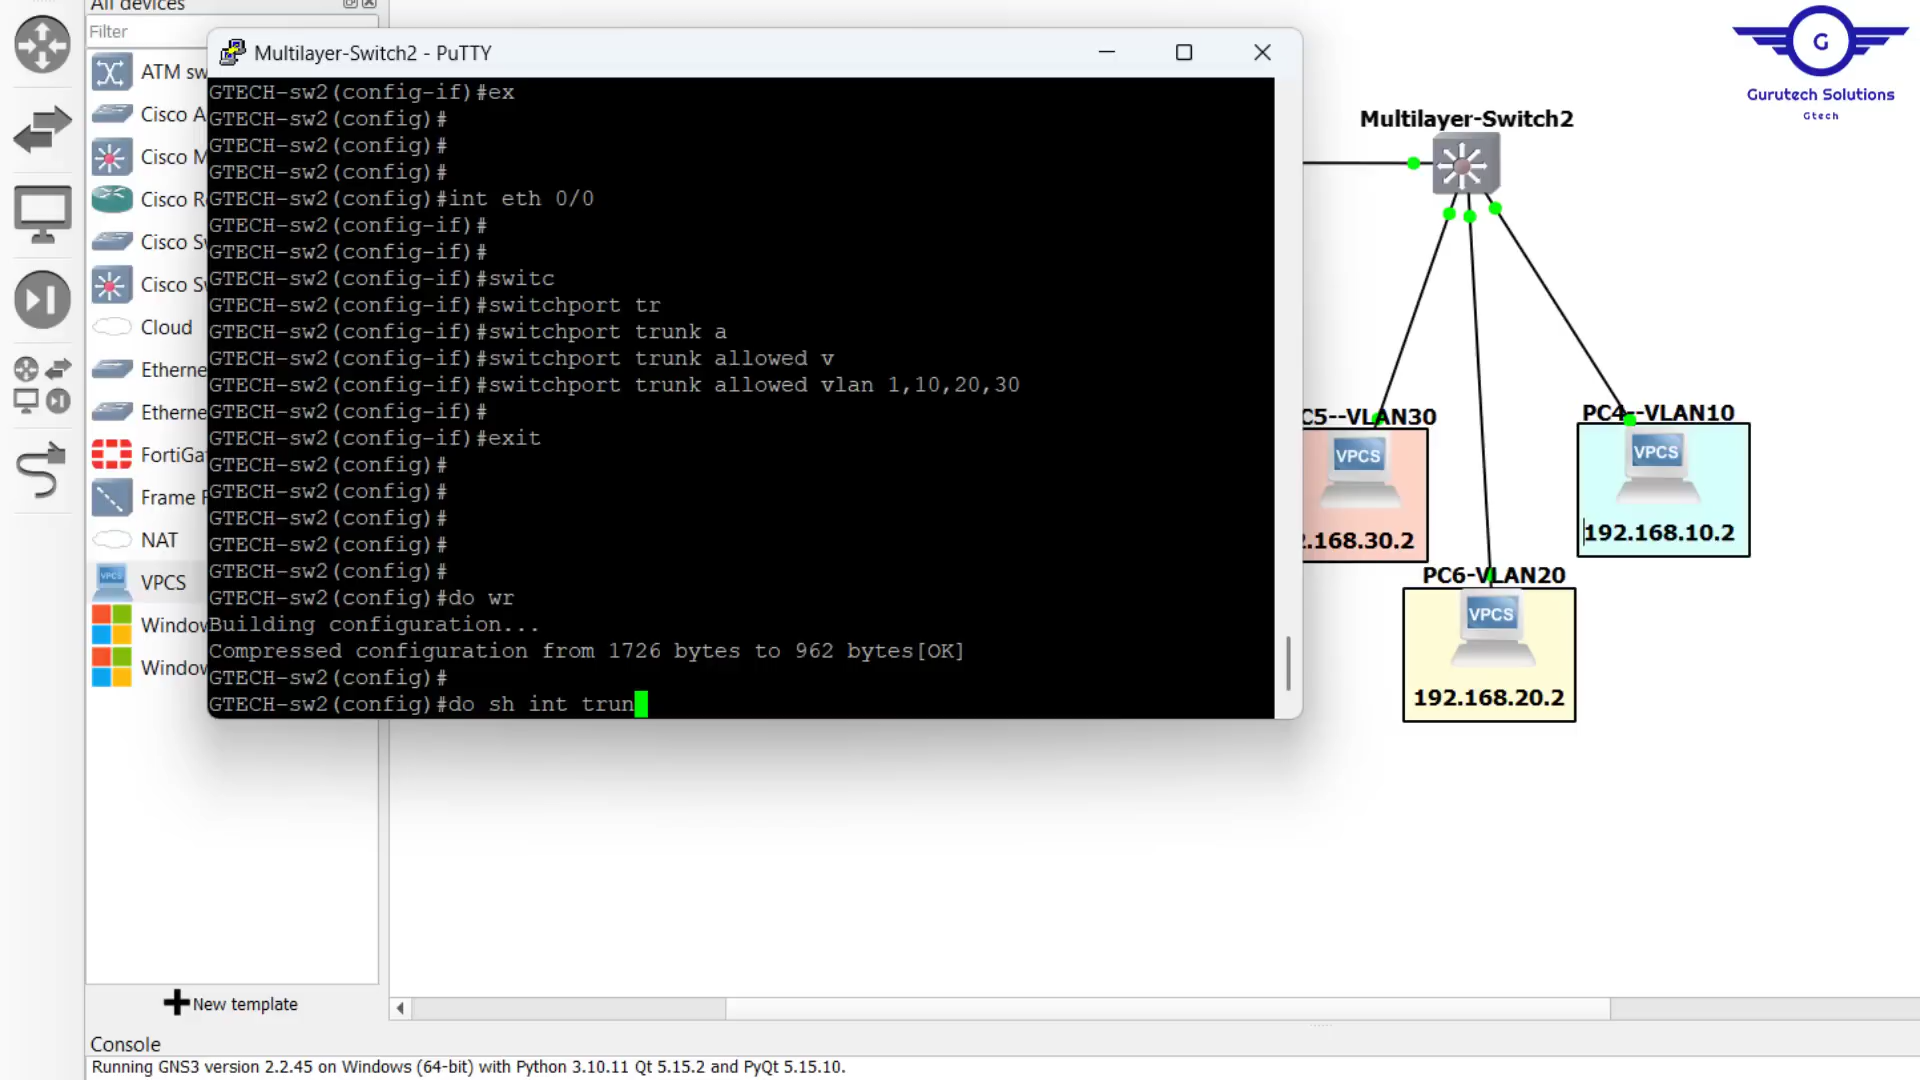 All devices
Filter
ATM sw
Cisco A
Cisco M
Cisco R
Cisco S
Cisco S
Cloud
Etherne
Etherne
FortiGa
Frame
NAT
VPCS
Window
Window
New template
Multilayer-Switch2 - PuTTY
GTECH-sw2(config-if)#ex
GTECH-sw2(config)#
GTECH-sw2(config)#
GTECH-sw2(config)#
GTECH-sw2(config)#int eth 0/0
GTECH-sw2(config-if)#
GTECH-sw2(config-if)#
GTECH-sw2(config-if)#switc
GTECH-sw2(config-if)#switchport tr
GTECH-sw2(config-if)#switchport trunk a
GTECH-sw2(config-if)#switchport trunk allowed v
GTECH-sw2(config-if)#switchport trunk allowed vlan 1,10,20,30
GTECH-sw2(config-if)#
GTECH-sw2(config-if)#exit
GTECH-sw2(config)#
GTECH-sw2(config)#
GTECH-sw2(config)#
GTECH-sw2(config)#
GTECH-sw2(config)#
GTECH-sw2(config)#do wr
Building configuration...
Compressed configuration from 1726 bytes to 962 bytes[OK]
GTECH-sw2(config)#
GTECH-sw2(config)#do sh int trun
G
Gurutech Solutions
Gtech
Multilayer-Switch2
C5--VLAN30
VPCS
.168.30.2
PC4--VLAN10
VPCS
192.168.10.2
PC6-VLAN20
VPCS
192.168.20.2
Console
Running GNS3 version 2.2.45 on Windows (64-bit) with Python 3.10.11 Qt 5.15.2 and PyQt 5.15.10.